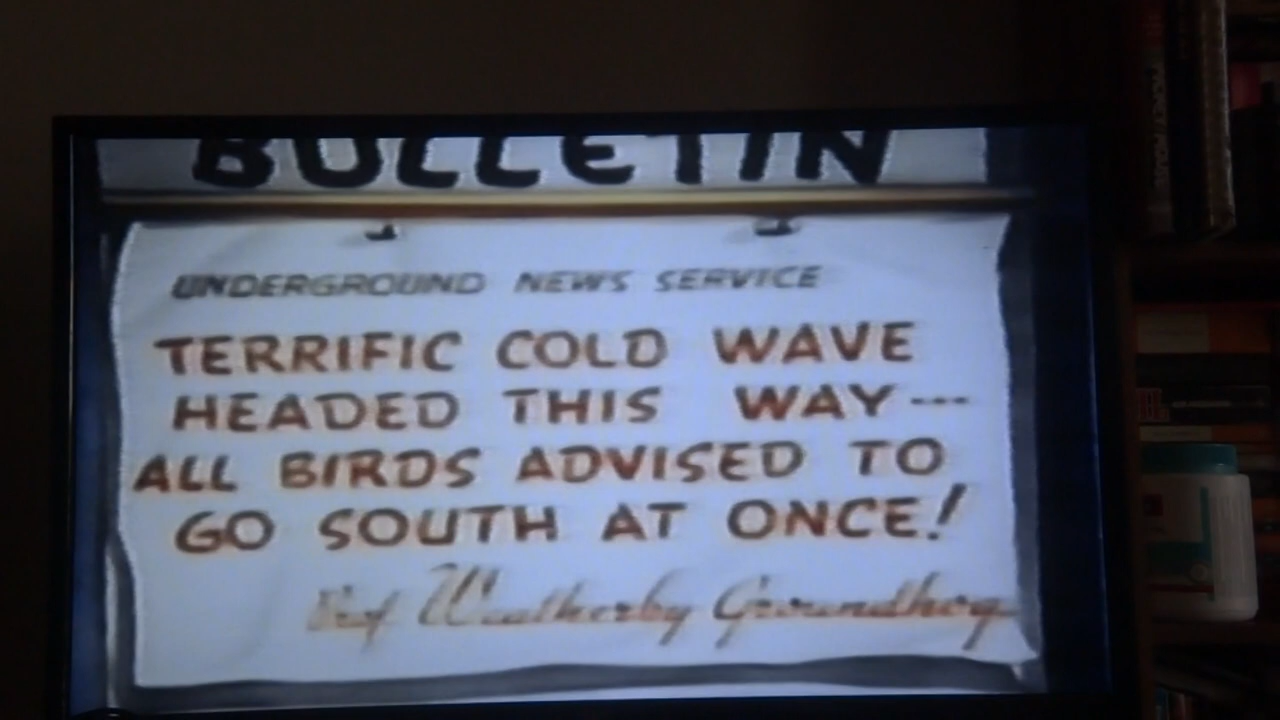 BULLETIN
UNDERGROUND NEWS SERVICE
TERRIFIC COLD WAVE
HEADED THIS WAY---
ALL BIRDS ADVISED TO
GO SOUTH AT ONCE!
Prof Weatherby Groundhog